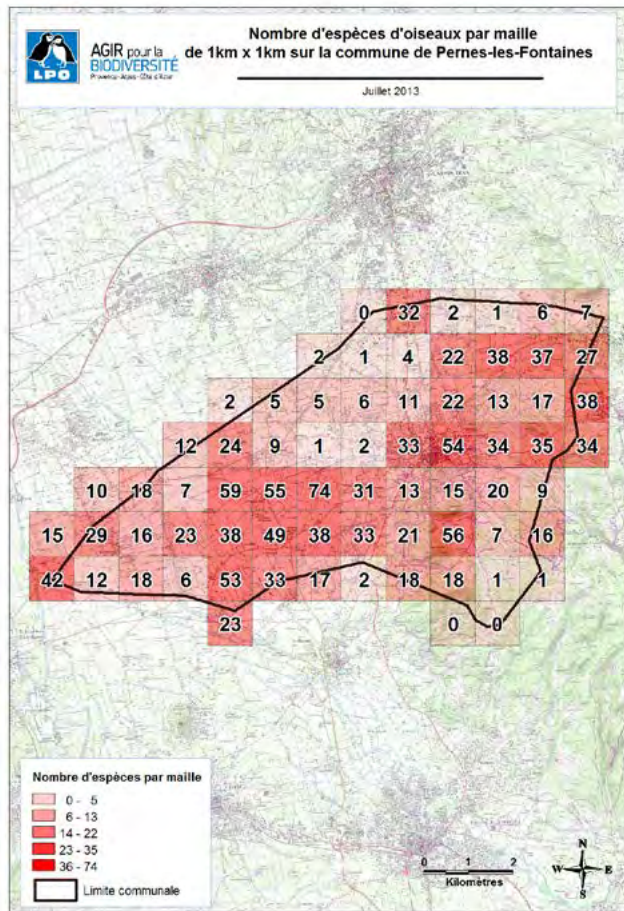 LPO
AGIR pour la
BIODIVERSITÉ
Provence-Alpes-Côte d'Azur
Nombre d'espèces d'oiseaux par maille
de 1km x 1km sur la commune de Pernes-les-Fontaines
Juillet 2013
0 32 2 1 6 7
2 1 4 22 38 37 27
2 5 5 6 11 22 13 17 38
12 24 9 1 2 33 54 34 35 34
10 18 7 59 55 74 31 13 15 20 9
15 29 16 23 38 49 38 33 21 56 7 16
42 12 18 6 53 33 17 2 18 18 1 1
23 0 0
Nombre d'espèces par maille
0 - 5
6 - 13
14 - 22
23 - 35
36 - 74
Limite communale
0 1 2
Kilomètres
N
W E
S